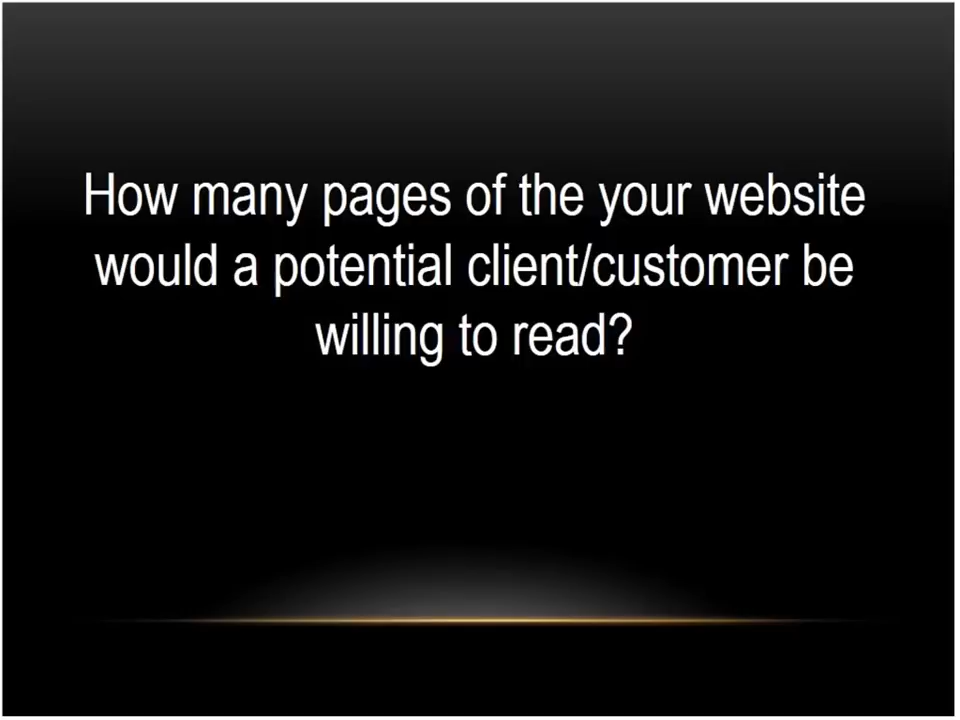 How many pages of the your website
would a potential client/customer be
willing to read?